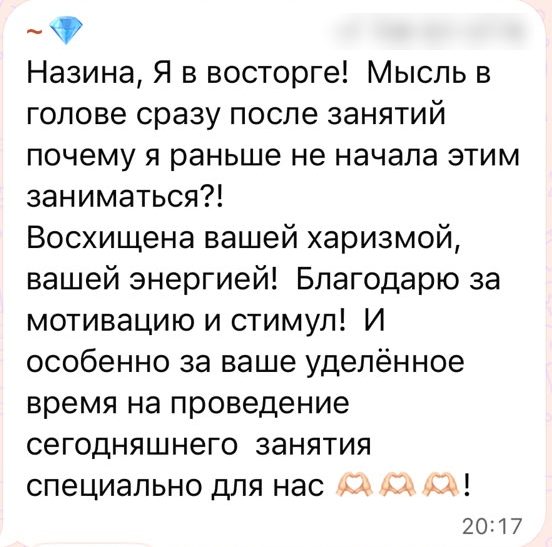 ~ 💎
Назина, Я в восторге!  Мысль в
голове сразу после занятий
почему я раньше не начала этим
заниматься?!
Восхищена вашей харизмой,
вашей энергией!  Благодарю за
мотивацию и стимул!  И
особенно за ваше уделённое
время на проведение
сегодняшнего  занятия
специально для нас 🫶🏻🫶🏻🫶🏻!
20:17